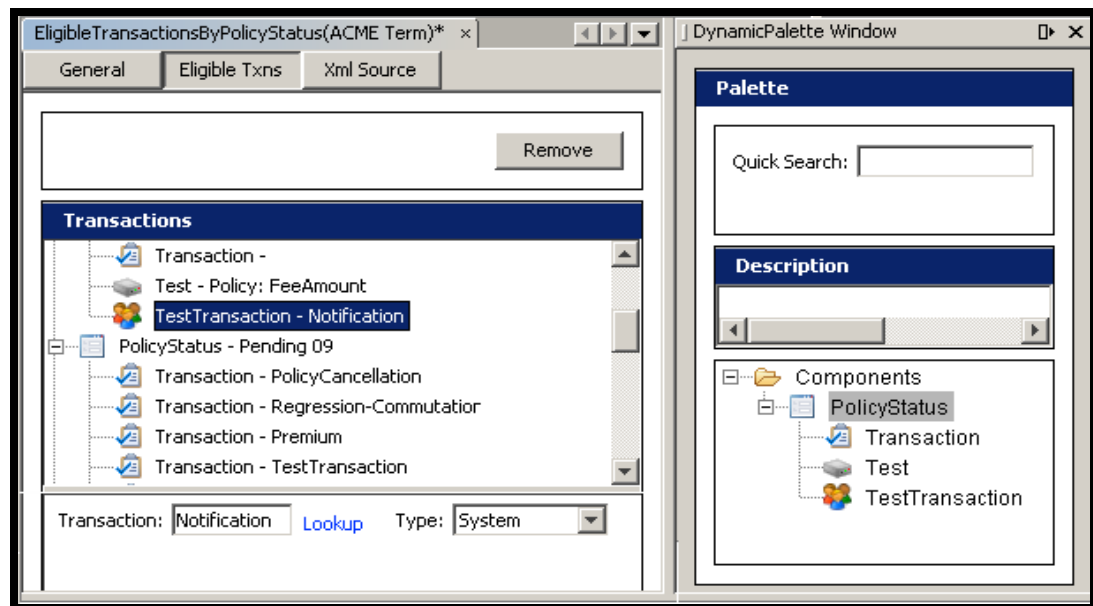 EligibleTransactionsByPolicyStatus(ACME Term)*
General Eligible Txns Xml Source
Remove
Transactions
Transaction -
Test - Policy: FeeAmount
TestTransaction - Notification
PolicyStatus - Pending 09
Transaction - PolicyCancellation
Transaction - Regression-Commutation
Transaction - Premium
Transaction - TestTransaction
Transaction: Notification Lookup Type: System
DynamicPalette Window
Palette
Quick Search:
Description
Components
PolicyStatus
Transaction
Test
TestTransaction